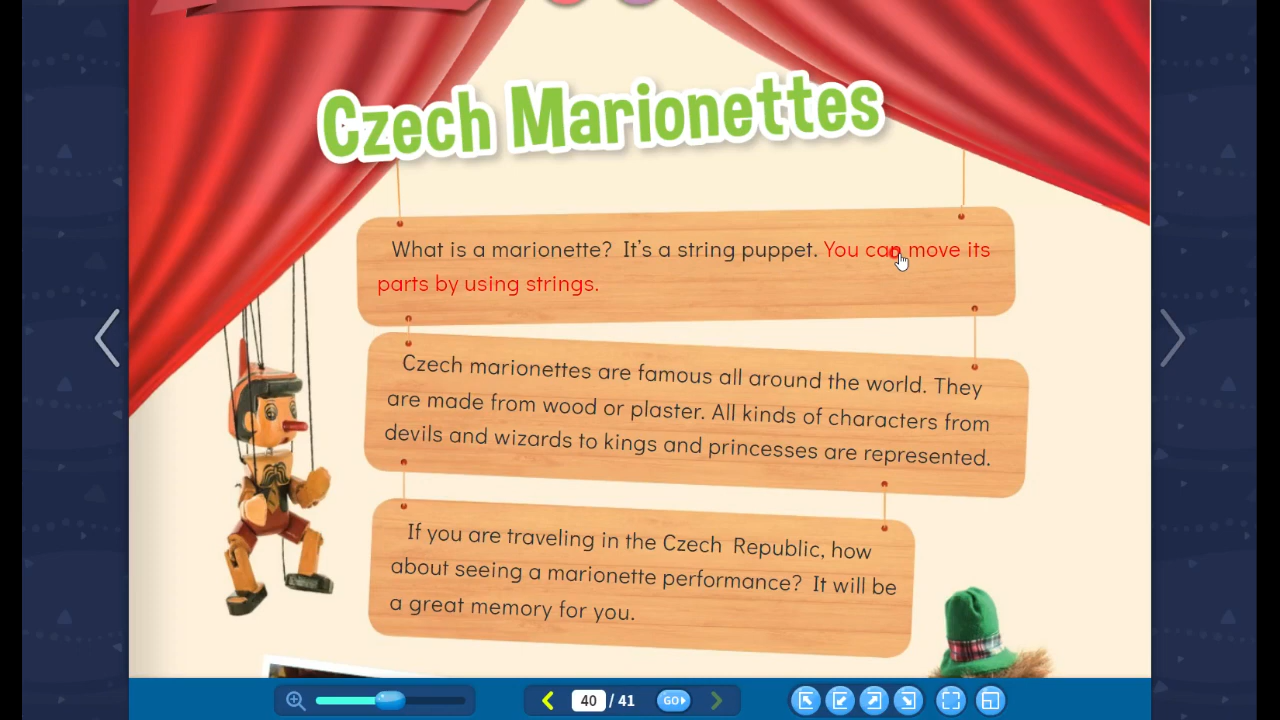 Czech Marionettes
What is a marionette? It's a string puppet. You can move its
parts by using strings.
Czech marionettes are famous all around the world. They
are made from wood or plaster. All kinds of characters from
devils and wizards to kings and princesses are represented.
If you are traveling in the Czech Republic, how
about seeing a marionette performance? It will be
a great memory for you.
40 / 41 GO